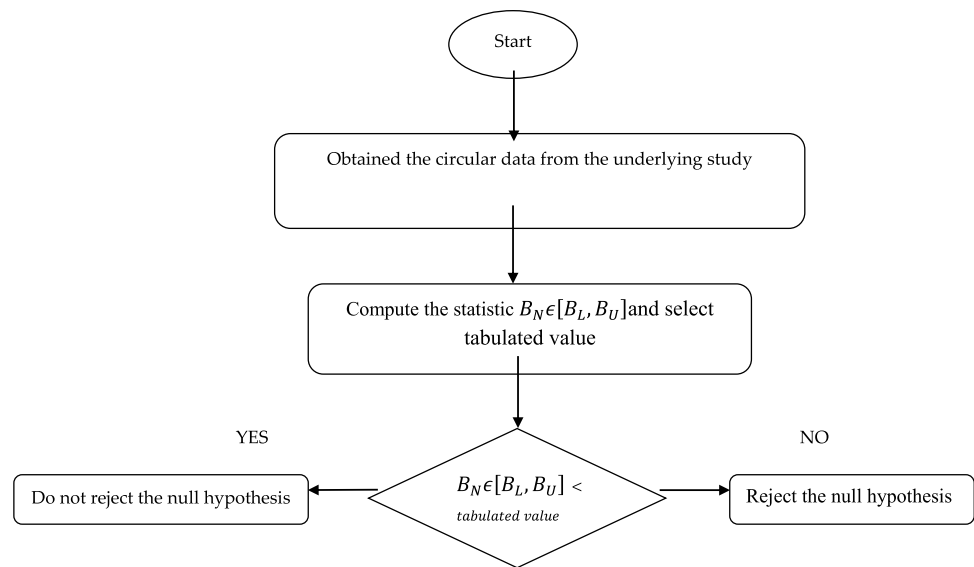 Start
Obtained the circular data from the underlying study
Compute the statistic B_N ϵ[B_L, B_U]and select
tabulated value
YES
NO
Do not reject the null hypothesis
B_N ϵ[B_L, B_U] <
tabulated value
Reject the null hypothesis